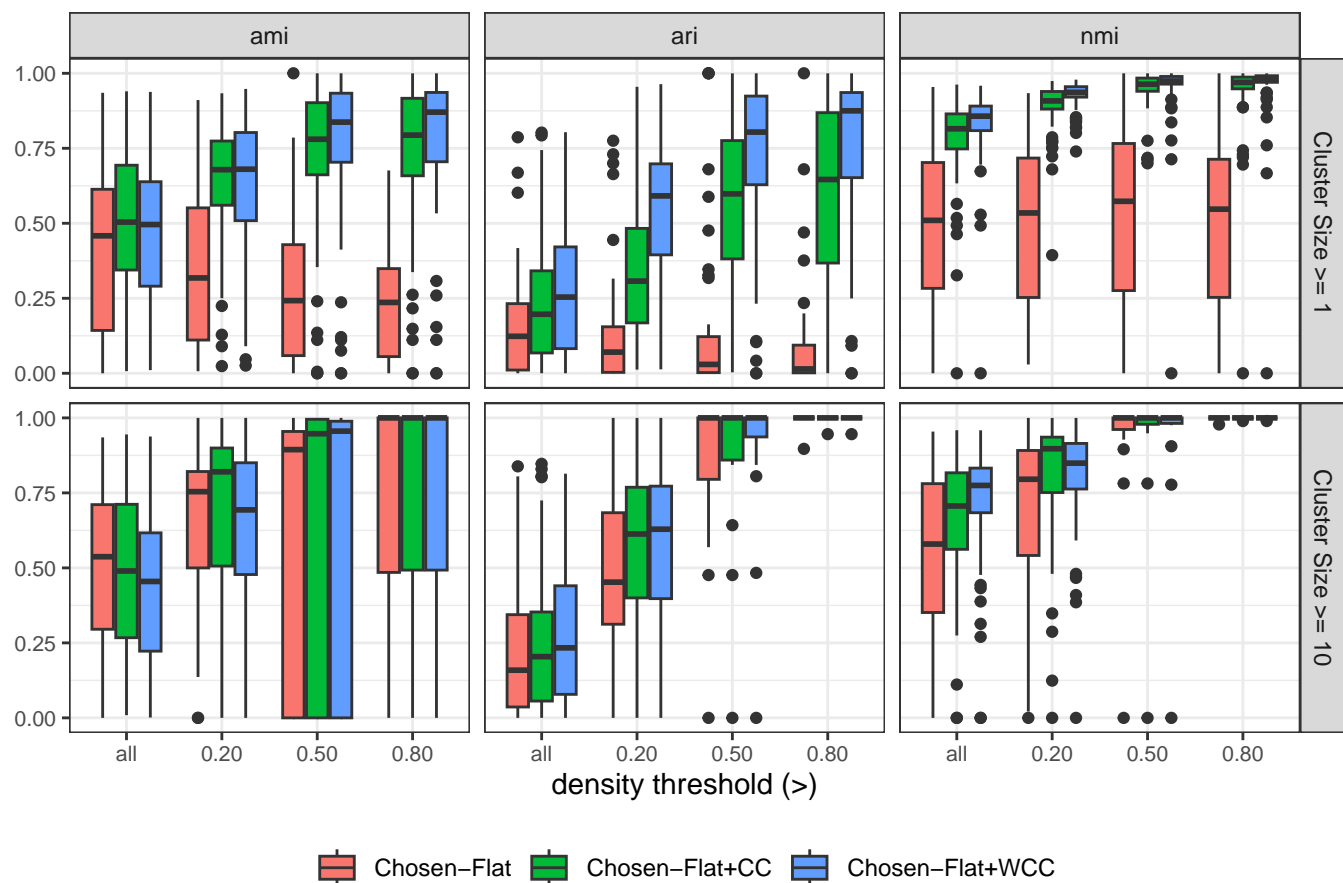 ami ari nmi
1.00
0.75
0.50
0.25
0.00
Cluster Size >= 1
1.00
0.75
0.50
0.25
0.00
Cluster Size >= 10
all 0.20 0.50 0.80 all 0.20 0.50 0.80 all 0.20 0.50 0.80
density threshold (>)
Chosen−Flat Chosen−Flat+CC Chosen−Flat+WCC